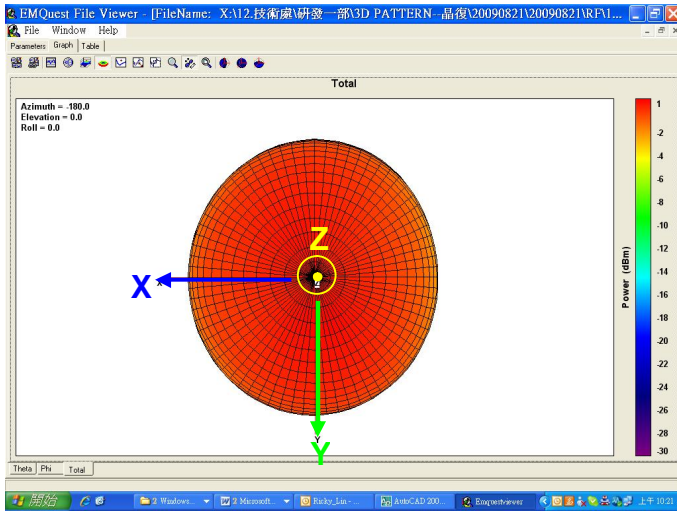 EMQuest File Viewer - [FileName: X:\12.技術處\研發一部\3D PATTERN--晶復\20090821\20090821\RF\1...
File Window Help
Parameters Graph Table
Total
Azimuth = -180.0
Elevation = 0.0
Roll = 0.0
Z
X
x
Y
Y
1
-2
-4
-6
-8
-10
-12
-14
-16
-18
-20
-22
-24
-26
-28
-30
Power (dBm)
Theta Phi Total
開始 2 Windows... 2 Microsoft... Ricky_Lin - ... AutoCAD 200... Emquestviewer 上午 10:21